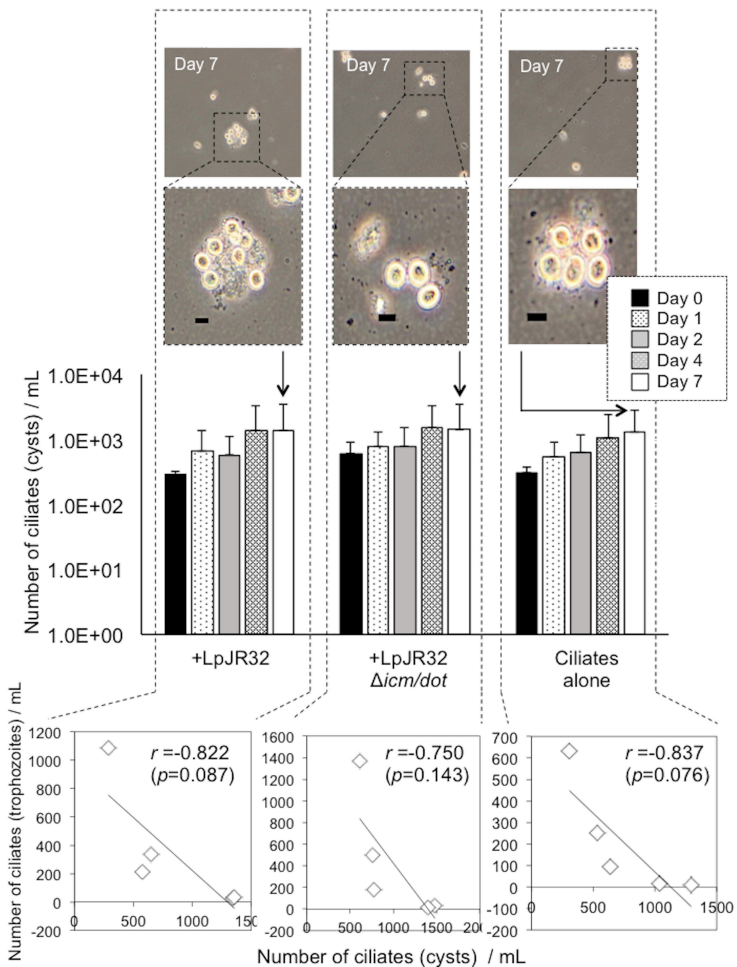 Day 7
Day 7
Day 7
Day 0
Day 1
Day 2
Day 4
Day 7
Number of ciliates (cysts) / mL
1.0E+04
1.0E+03
1.0E+02
1.0E+01
1.0E+00
+LpJR32
+LpJR32
Δicm/dot
Ciliates
alone
Number of ciliates (trophozoites) / mL
1200
1000
800
600
400
200
0
-200
0 500 1000
r =-0.822
(p=0.087)
1600
1400
1200
1000
800
600
400
200
0
-200
0 500 1000 1500
r =-0.750
(p=0.143)
700
600
500
400
300
200
100
0
-100
-200
0 500 1000 1500
r =-0.837
(p=0.076)
Number of ciliates (cysts) / mL